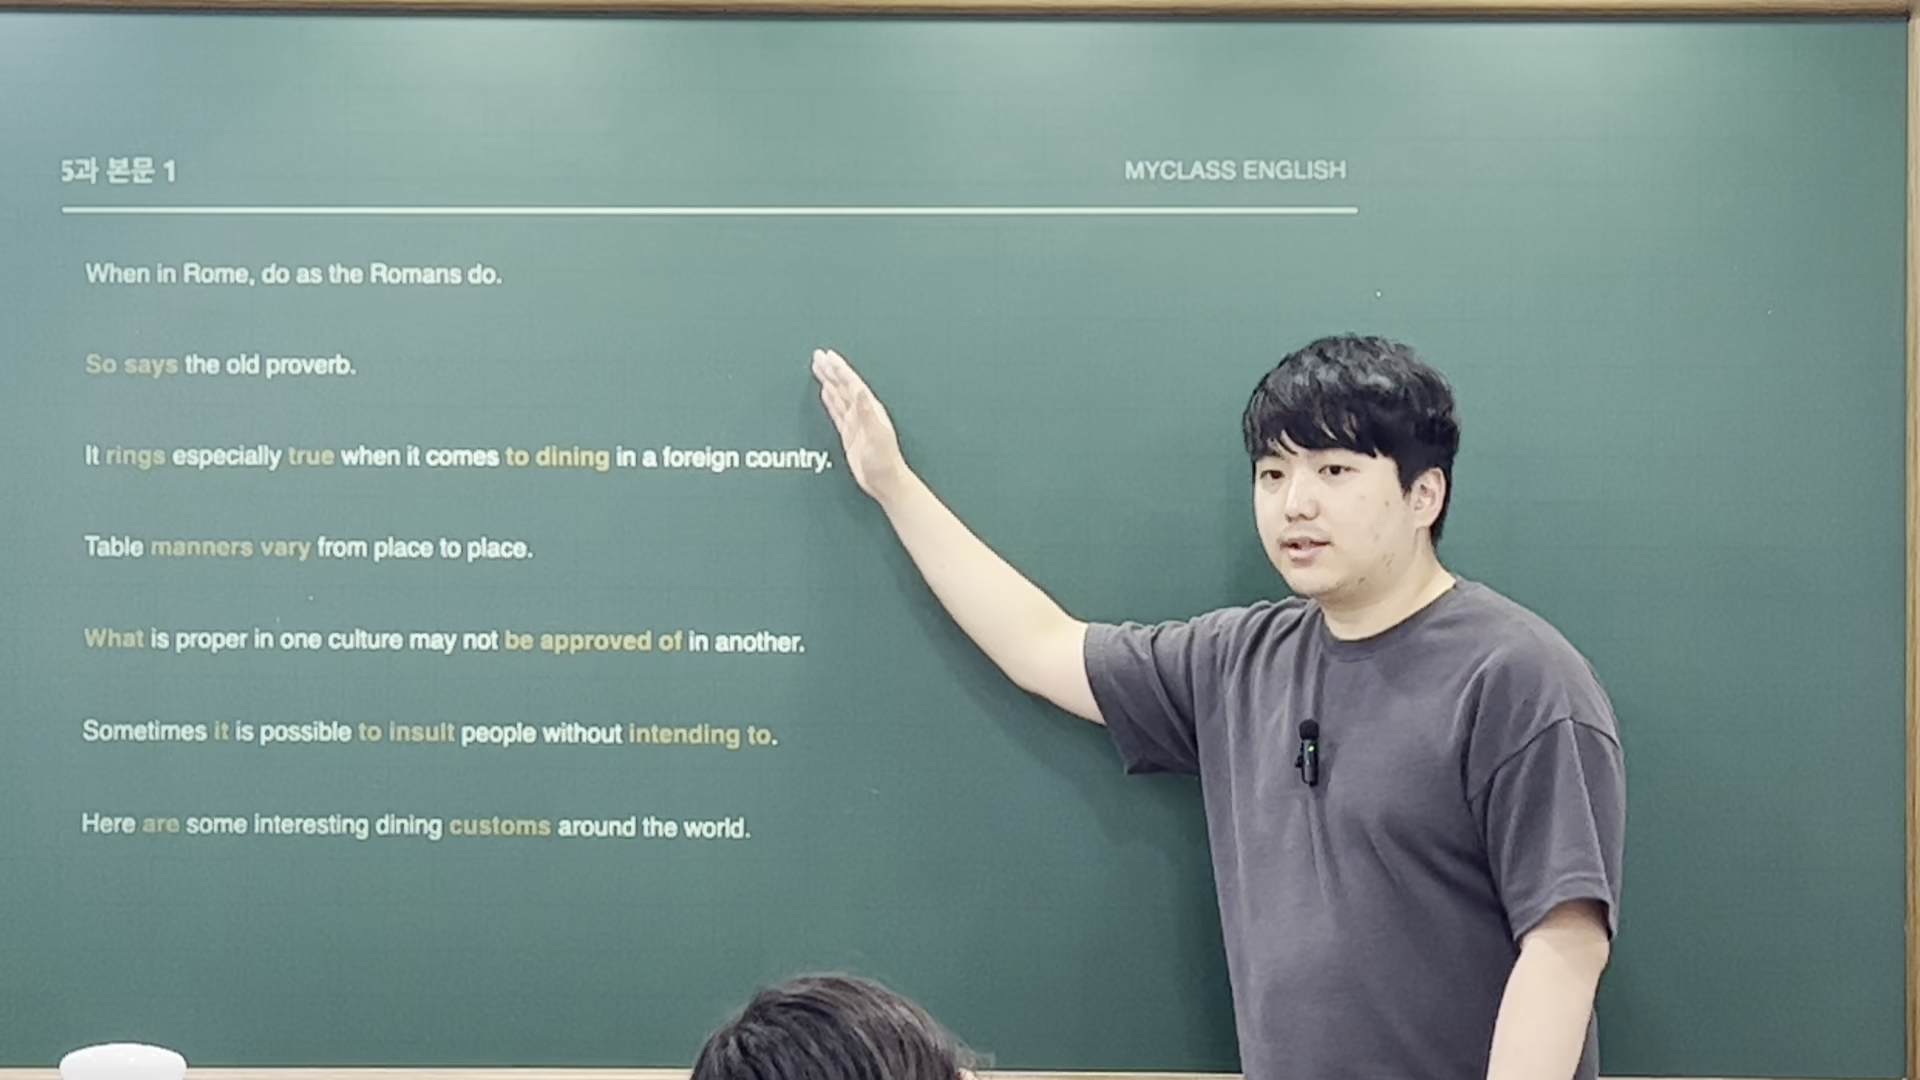 5과 본문 1
MYCLASS ENGLISH
When in Rome, do as the Romans do.
So says the old proverb.
It rings especially true when it comes to dining in a foreign country.
Table manners vary from place to place.
What is proper in one culture may not be approved of in another.
Sometimes it is possible to insult people without intending to.
Here are some interesting dining customs around the world.